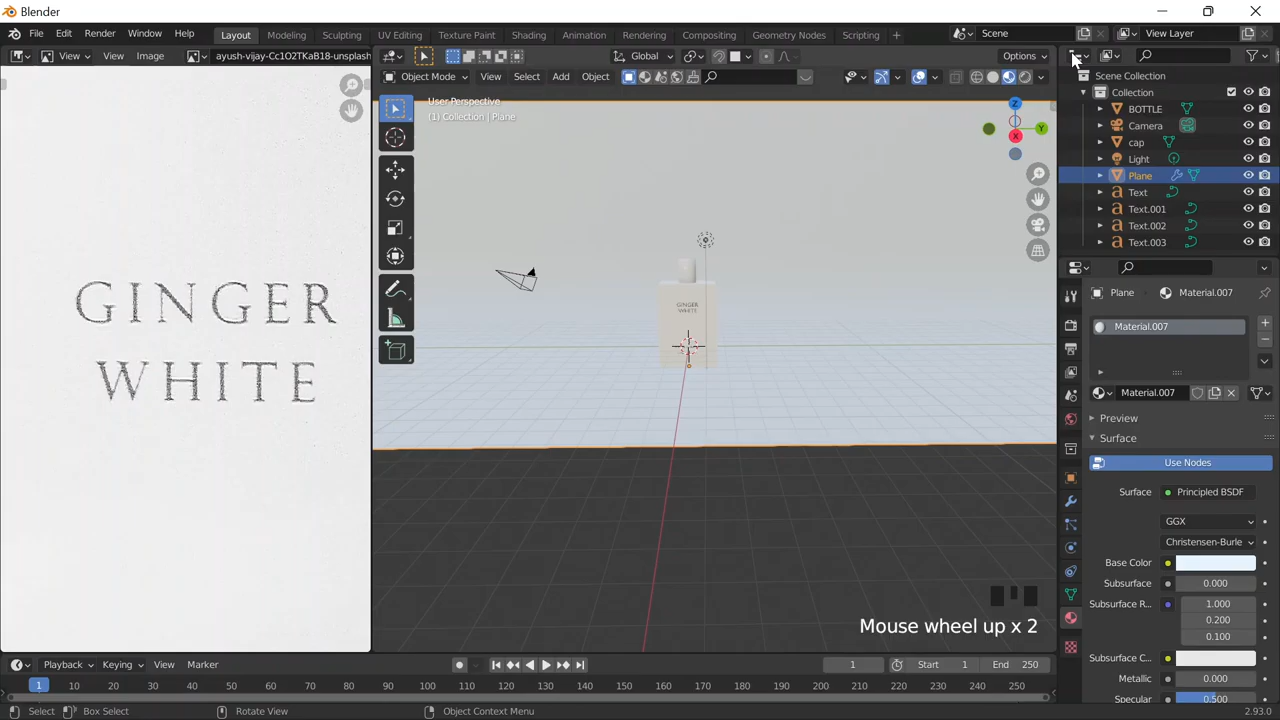 Blender
File Edit Render Window Help Layout Modeling Sculpting UV Editing Texture Paint Shading Animation Rendering Compositing Geometry Nodes Scripting + Scene View Layer
View Image ayush-vijay-Cc1O2TKaB18-unsplash Global Options
Object Mode View Select Add Object
User Perspective
(1) Collection | Plane
Z
Y
X
GINGER
WHITE
GINGER
WHITE
Mouse wheel up x 2
Scene Collection
Collection
BOTTLE
Camera
cap
Light
Plane
Text
Text.001
Text.002
Text.003
Plane Material.007
Material.007
Material.007
Preview
Surface
Use Nodes
Surface Principled BSDF
GGX
Christensen-Burle
Base Color
Subsurface 0.000
Subsurface R... 1.000
0.200
0.100
Subsurface C...
Metallic 0.000
Specular 0.500
Playback Keying View Marker 1 Start 1 End 250
1 10 20 30 40 50 60 70 80 90 100 110 120 130 140 150 160 170 180 190 200 210 220 230 240 250
Select Box Select Rotate View Object Context Menu 2.93.0